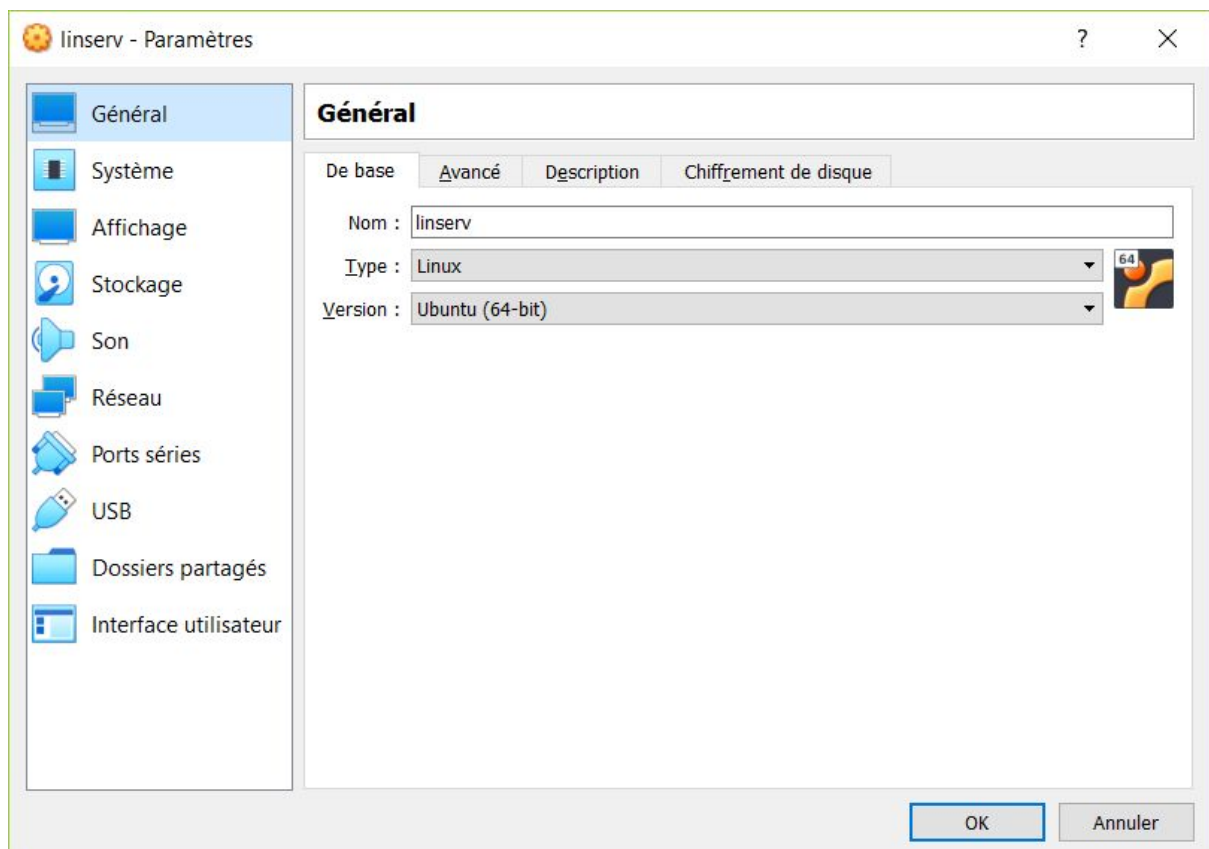 linserv - Paramètres ?
Général
Système
Affichage
Stockage
Son
Réseau
Ports séries
USB
Dossiers partagés
Interface utilisateur
Général
De base Avancé Description Chiffrement de disque
Nom : linserv
Type : Linux
64
Version : Ubuntu (64-bit)
OK Annuler